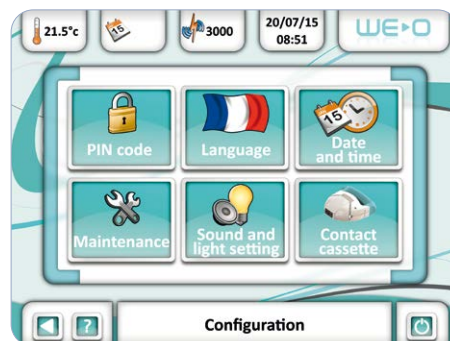 21.5°c
15
3000
20/07/15
08:51
WE▸O
PIN code
Language
15
Date
and time
Maintenance
Sound and
light setting
Contact
cassette
?
Configuration